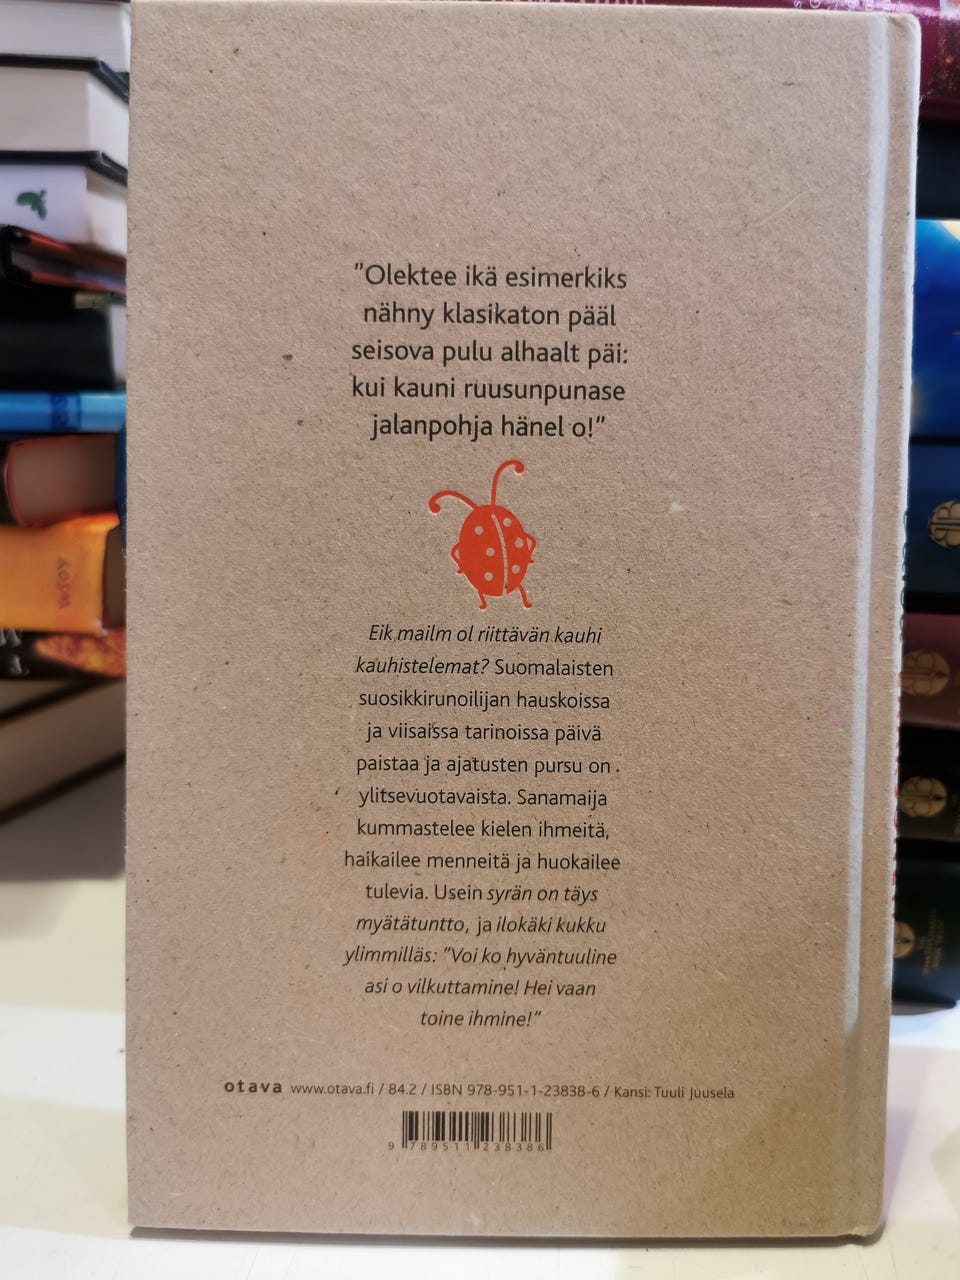 ”Olektee ikä esimerkiks
nähny klasikaton pääl
seisova pulu alhaalt päi:
kui kauni ruusunpunase
jalanpohja hänel o!”
Eik mailm ol riittävän kauhi
kauhistelemat? Suomalaisten
suosikkirunoilijan hauskoissa
ja viisaissa tarinoissa päivä
paistaa ja ajatusten pursu on
ylitsevuotavaista. Sanamaija
kummastelee kielen ihmeitä,
haikailee menneitä ja huokailee
tulevia. Usein syrän on täys
myätätuntto, ja ilokäki kukku
ylimmilläs: ”Voi ko hyväntuuline
asi o vilkuttamine! Hei vaan
toine ihmine!”
otava www.otava.fi / 84.2 / ISBN 978-951-1-23838-6 / Kansi: Tuuli Juusela
9 789511 238386